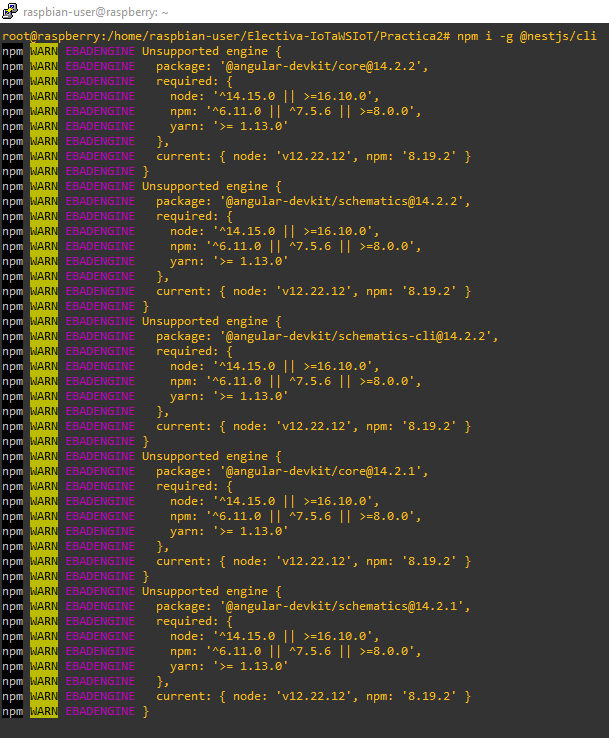 raspbian-user@raspberry: ~
root@raspberry:/home/raspbian-user/Electiva-IoTaWSIoT/Practica2# npm i -g @nestjs/cli
npm WARN EBADENGINE Unsupported engine {
npm WARN EBADENGINE   package: '@angular-devkit/core@14.2.2',
npm WARN EBADENGINE   required: {
npm WARN EBADENGINE     node: '^14.15.0 || >=16.10.0',
npm WARN EBADENGINE     npm: '^6.11.0 || ^7.5.6 || >=8.0.0',
npm WARN EBADENGINE     yarn: '>= 1.13.0'
npm WARN EBADENGINE   },
npm WARN EBADENGINE   current: { node: 'v12.22.12', npm: '8.19.2' }
npm WARN EBADENGINE }
npm WARN EBADENGINE Unsupported engine {
npm WARN EBADENGINE   package: '@angular-devkit/schematics@14.2.2',
npm WARN EBADENGINE   required: {
npm WARN EBADENGINE     node: '^14.15.0 || >=16.10.0',
npm WARN EBADENGINE     npm: '^6.11.0 || ^7.5.6 || >=8.0.0',
npm WARN EBADENGINE     yarn: '>= 1.13.0'
npm WARN EBADENGINE   },
npm WARN EBADENGINE   current: { node: 'v12.22.12', npm: '8.19.2' }
npm WARN EBADENGINE }
npm WARN EBADENGINE Unsupported engine {
npm WARN EBADENGINE   package: '@angular-devkit/schematics-cli@14.2.2',
npm WARN EBADENGINE   required: {
npm WARN EBADENGINE     node: '^14.15.0 || >=16.10.0',
npm WARN EBADENGINE     npm: '^6.11.0 || ^7.5.6 || >=8.0.0',
npm WARN EBADENGINE     yarn: '>= 1.13.0'
npm WARN EBADENGINE   },
npm WARN EBADENGINE   current: { node: 'v12.22.12', npm: '8.19.2' }
npm WARN EBADENGINE }
npm WARN EBADENGINE Unsupported engine {
npm WARN EBADENGINE   package: '@angular-devkit/core@14.2.1',
npm WARN EBADENGINE   required: {
npm WARN EBADENGINE     node: '^14.15.0 || >=16.10.0',
npm WARN EBADENGINE     npm: '^6.11.0 || ^7.5.6 || >=8.0.0',
npm WARN EBADENGINE     yarn: '>= 1.13.0'
npm WARN EBADENGINE   },
npm WARN EBADENGINE   current: { node: 'v12.22.12', npm: '8.19.2' }
npm WARN EBADENGINE }
npm WARN EBADENGINE Unsupported engine {
npm WARN EBADENGINE   package: '@angular-devkit/schematics@14.2.1',
npm WARN EBADENGINE   required: {
npm WARN EBADENGINE     node: '^14.15.0 || >=16.10.0',
npm WARN EBADENGINE     npm: '^6.11.0 || ^7.5.6 || >=8.0.0',
npm WARN EBADENGINE     yarn: '>= 1.13.0'
npm WARN EBADENGINE   },
npm WARN EBADENGINE   current: { node: 'v12.22.12', npm: '8.19.2' }
npm WARN EBADENGINE }